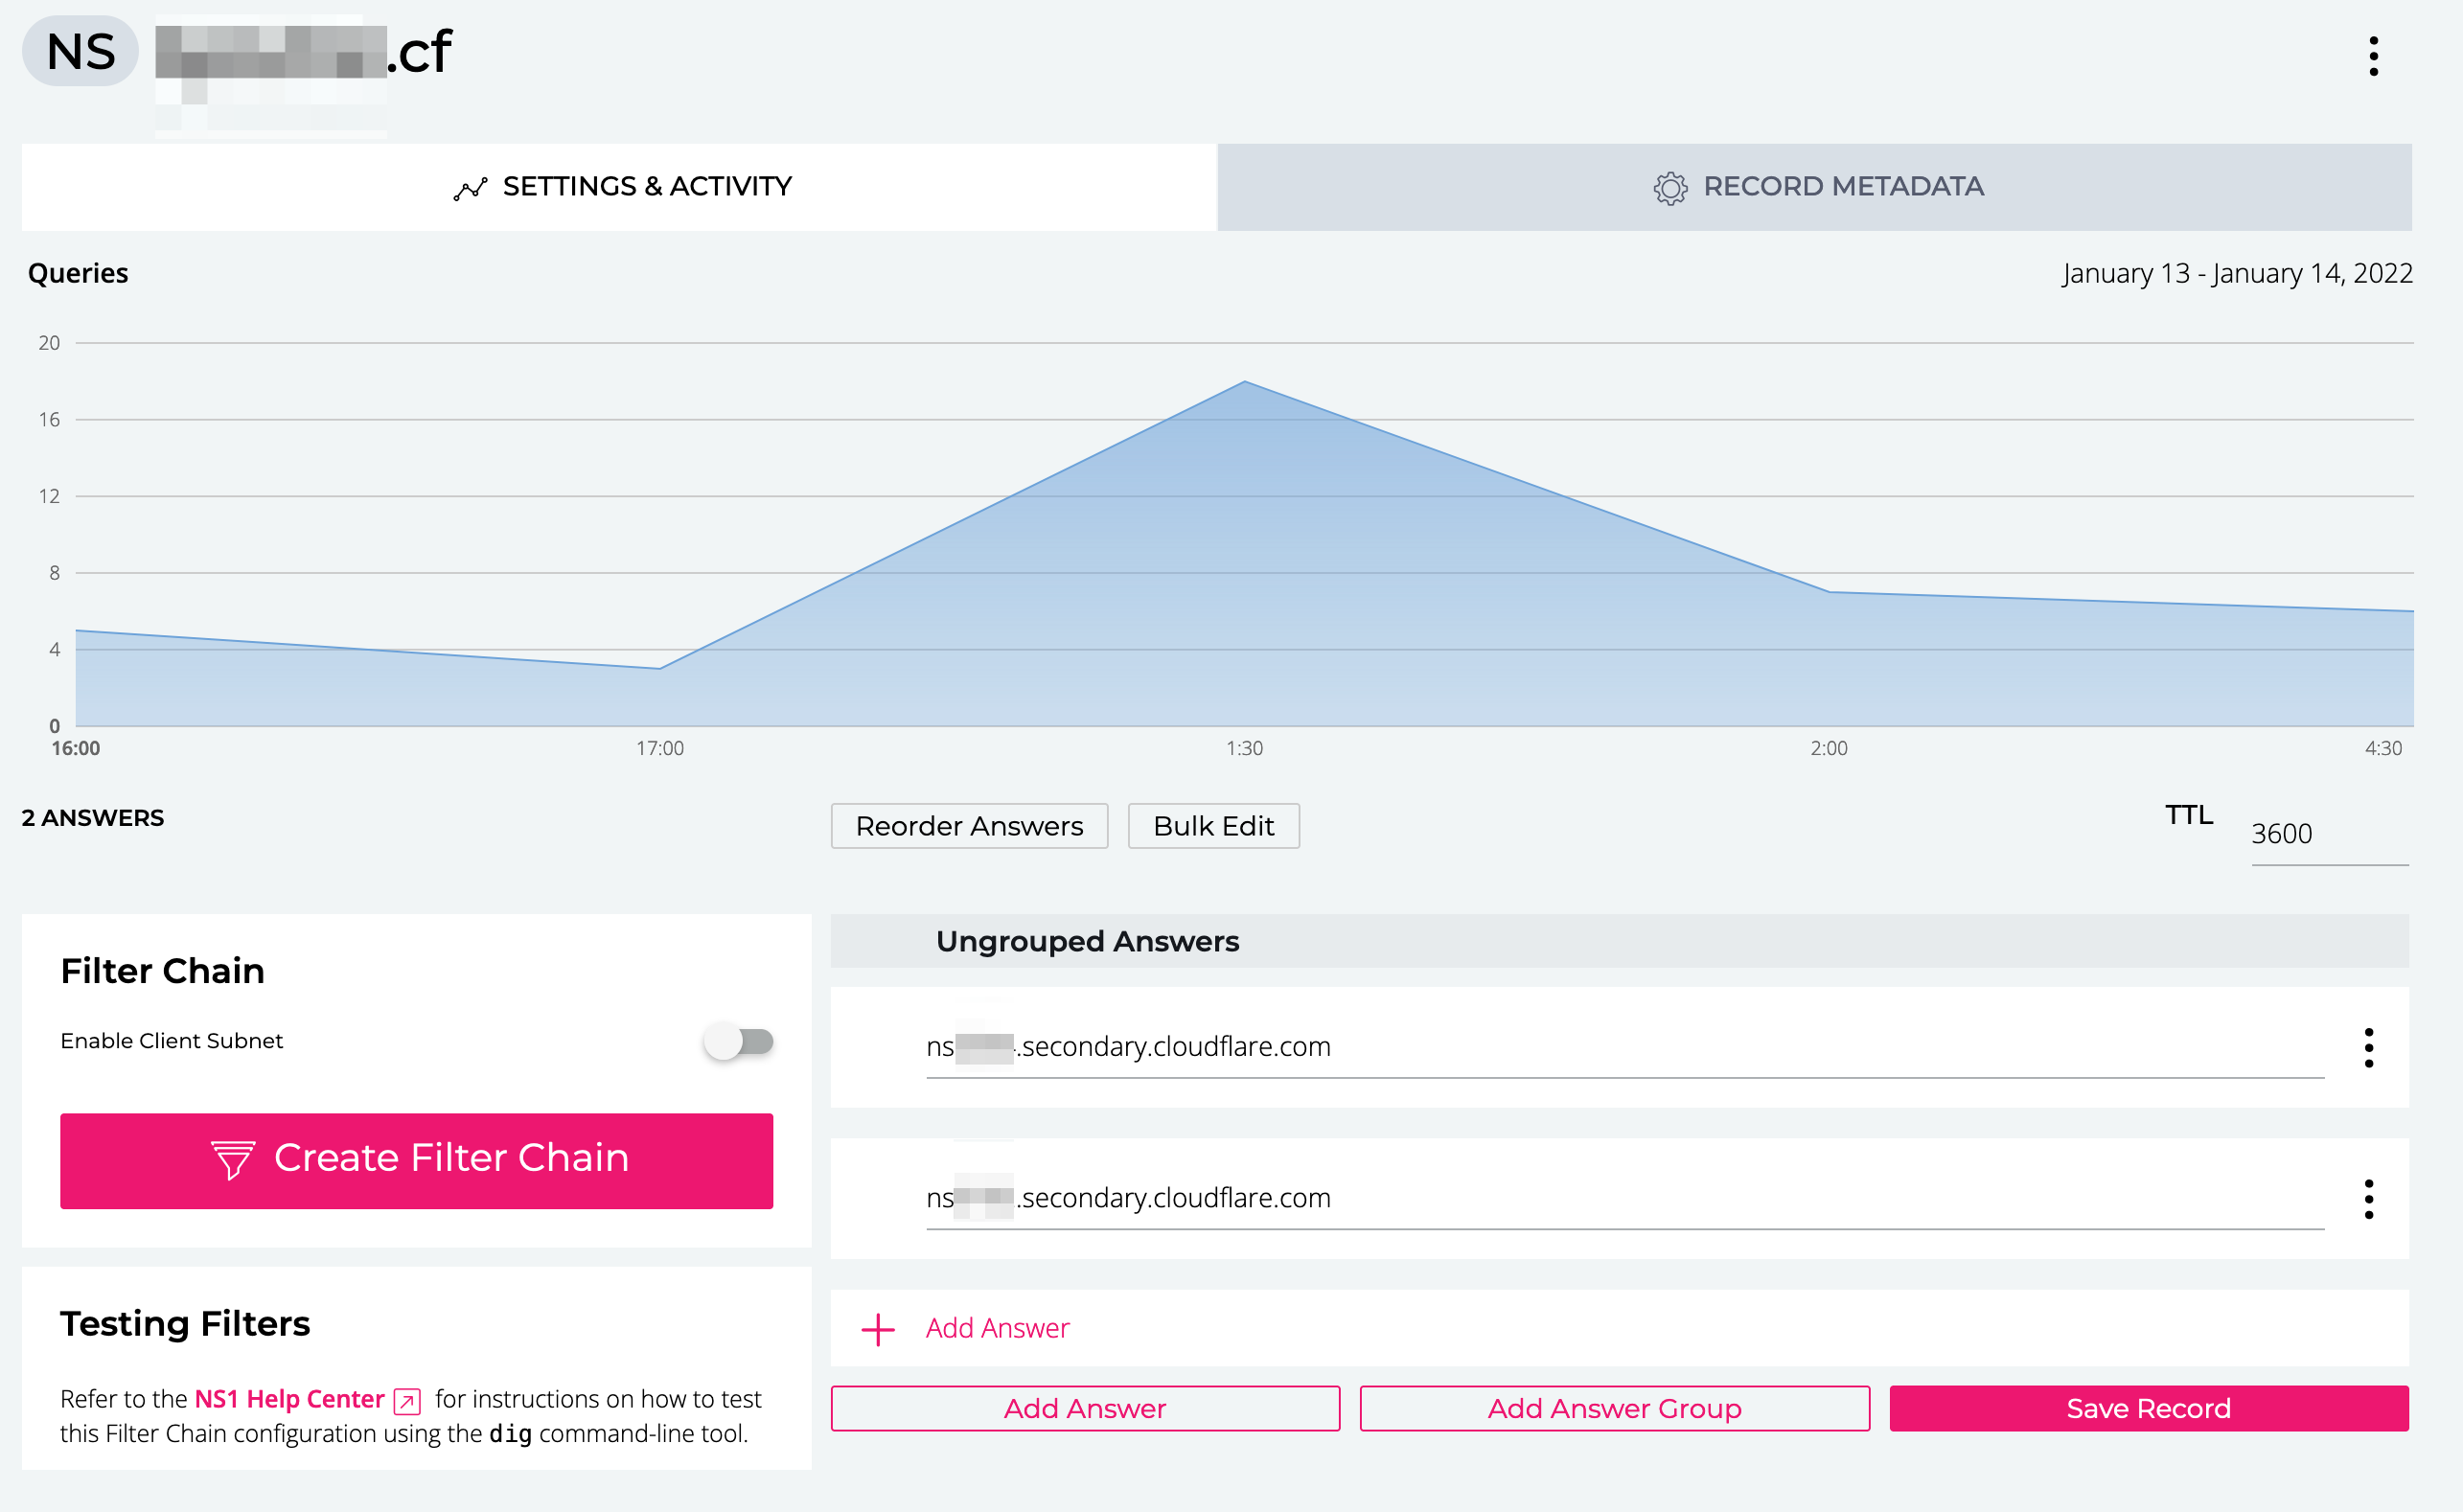 NS .cf
SETTINGS & ACTIVITY
RECORD METADATA
Queries
January 13 - January 14, 2022
20
16
12
8
4
0
16:00 17:00 1:30 2:00 4:30
2 ANSWERS
Reorder Answers
Bulk Edit
TTL
3600
Filter Chain
Enable Client Subnet
Create Filter Chain
Testing Filters
Refer to the NS1 Help Center for instructions on how to test
this Filter Chain configuration using the dig command-line tool.
Ungrouped Answers
ns .secondary.cloudflare.com
ns .secondary.cloudflare.com
Add Answer
Add Answer
Add Answer Group
Save Record